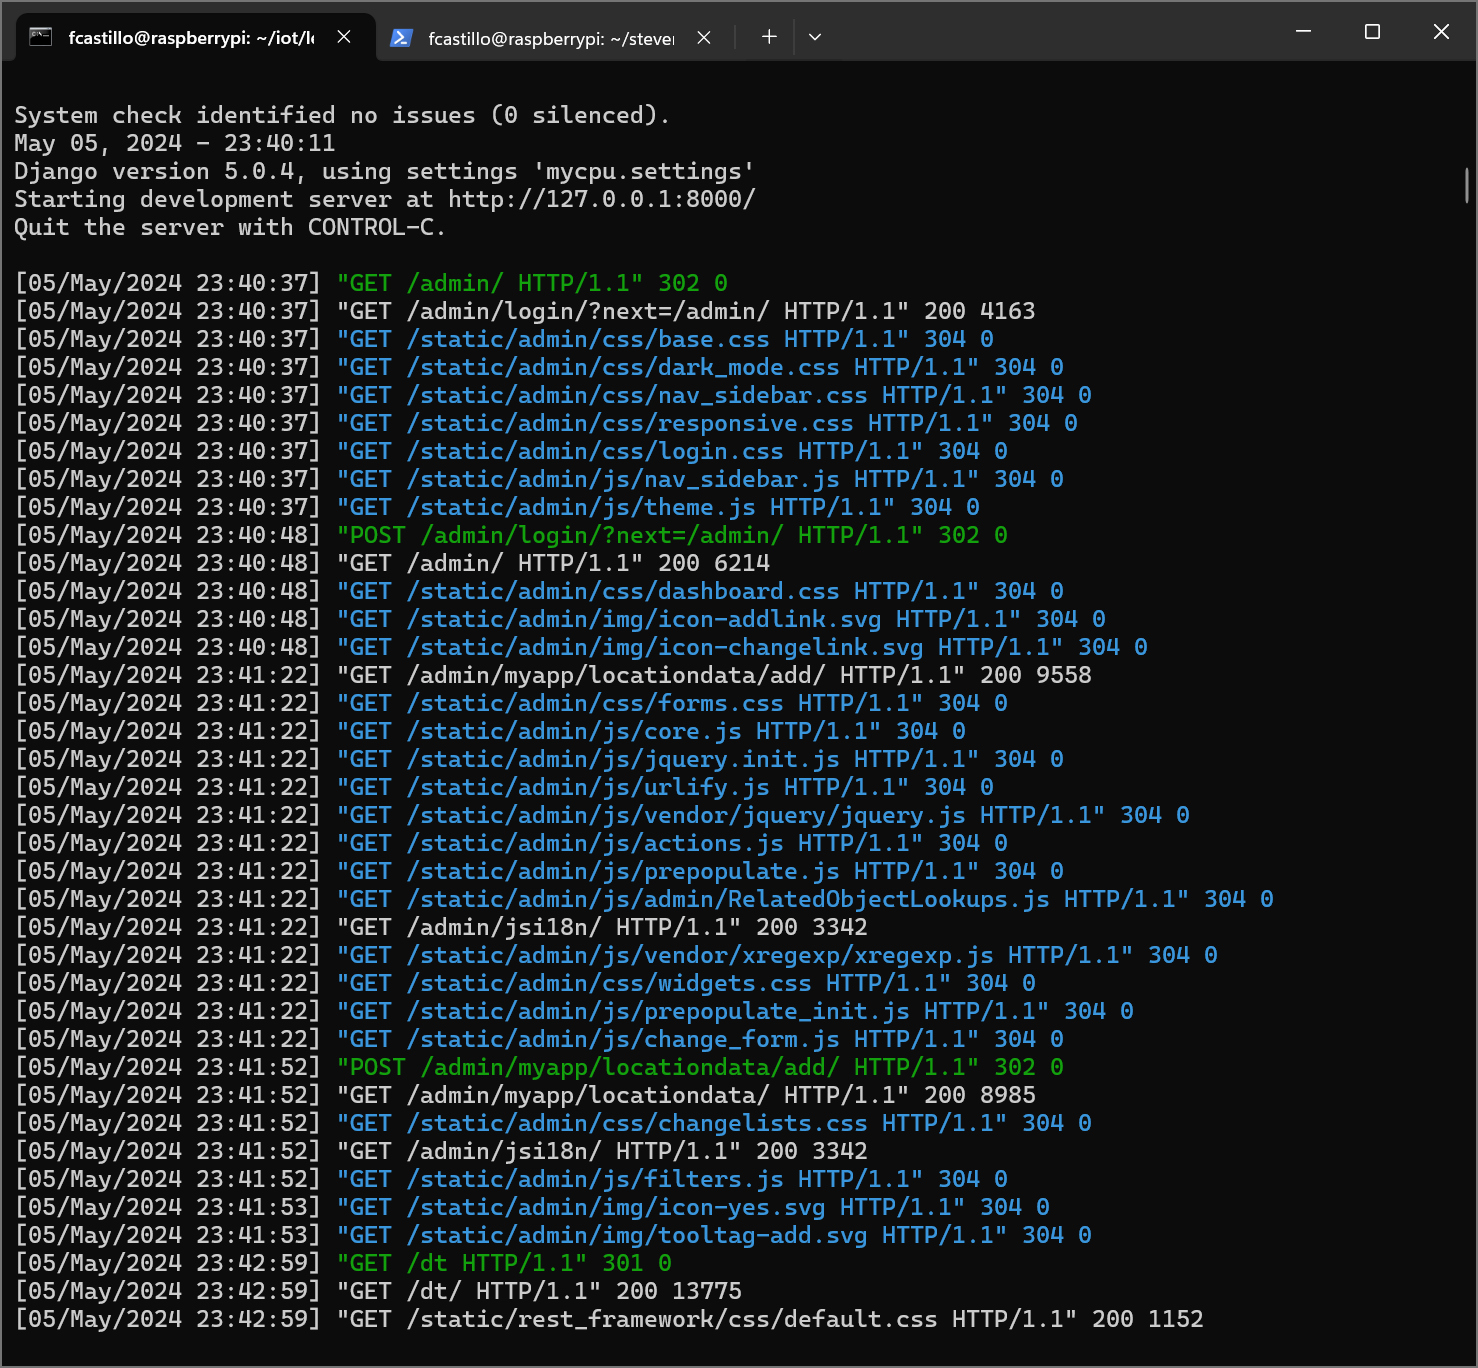 fcastillo@raspberrypi: ~/iot/le
fcastillo@raspberrypi: ~/steve
System check identified no issues (0 silenced).
May 05, 2024 - 23:40:11
Django version 5.0.4, using settings 'mycpu.settings'
Starting development server at http://127.0.0.1:8000/
Quit the server with CONTROL-C.
[05/May/2024 23:40:37] "GET /admin/ HTTP/1.1" 302 0
[05/May/2024 23:40:37] "GET /admin/login/?next=/admin/ HTTP/1.1" 200 4163
[05/May/2024 23:40:37] "GET /static/admin/css/base.css HTTP/1.1" 304 0
[05/May/2024 23:40:37] "GET /static/admin/css/dark_mode.css HTTP/1.1" 304 0
[05/May/2024 23:40:37] "GET /static/admin/css/nav_sidebar.css HTTP/1.1" 304 0
[05/May/2024 23:40:37] "GET /static/admin/css/responsive.css HTTP/1.1" 304 0
[05/May/2024 23:40:37] "GET /static/admin/css/login.css HTTP/1.1" 304 0
[05/May/2024 23:40:37] "GET /static/admin/js/nav_sidebar.js HTTP/1.1" 304 0
[05/May/2024 23:40:37] "GET /static/admin/js/theme.js HTTP/1.1" 304 0
[05/May/2024 23:40:48] "POST /admin/login/?next=/admin/ HTTP/1.1" 302 0
[05/May/2024 23:40:48] "GET /admin/ HTTP/1.1" 200 6214
[05/May/2024 23:40:48] "GET /static/admin/css/dashboard.css HTTP/1.1" 304 0
[05/May/2024 23:40:48] "GET /static/admin/img/icon-addlink.svg HTTP/1.1" 304 0
[05/May/2024 23:40:48] "GET /static/admin/img/icon-changelink.svg HTTP/1.1" 304 0
[05/May/2024 23:41:22] "GET /admin/myapp/locationdata/add/ HTTP/1.1" 200 9558
[05/May/2024 23:41:22] "GET /static/admin/css/forms.css HTTP/1.1" 304 0
[05/May/2024 23:41:22] "GET /static/admin/js/core.js HTTP/1.1" 304 0
[05/May/2024 23:41:22] "GET /static/admin/js/jquery.init.js HTTP/1.1" 304 0
[05/May/2024 23:41:22] "GET /static/admin/js/urlify.js HTTP/1.1" 304 0
[05/May/2024 23:41:22] "GET /static/admin/js/vendor/jquery/jquery.js HTTP/1.1" 304 0
[05/May/2024 23:41:22] "GET /static/admin/js/actions.js HTTP/1.1" 304 0
[05/May/2024 23:41:22] "GET /static/admin/js/prepopulate.js HTTP/1.1" 304 0
[05/May/2024 23:41:22] "GET /static/admin/js/admin/RelatedObjectLookups.js HTTP/1.1" 304 0
[05/May/2024 23:41:22] "GET /admin/jsi18n/ HTTP/1.1" 200 3342
[05/May/2024 23:41:22] "GET /static/admin/js/vendor/xregexp/xregexp.js HTTP/1.1" 304 0
[05/May/2024 23:41:22] "GET /static/admin/css/widgets.css HTTP/1.1" 304 0
[05/May/2024 23:41:22] "GET /static/admin/js/prepopulate_init.js HTTP/1.1" 304 0
[05/May/2024 23:41:22] "GET /static/admin/js/change_form.js HTTP/1.1" 304 0
[05/May/2024 23:41:52] "POST /admin/myapp/locationdata/add/ HTTP/1.1" 302 0
[05/May/2024 23:41:52] "GET /admin/myapp/locationdata/ HTTP/1.1" 200 8985
[05/May/2024 23:41:52] "GET /static/admin/css/changelists.css HTTP/1.1" 304 0
[05/May/2024 23:41:52] "GET /admin/jsi18n/ HTTP/1.1" 200 3342
[05/May/2024 23:41:52] "GET /static/admin/js/filters.js HTTP/1.1" 304 0
[05/May/2024 23:41:53] "GET /static/admin/img/icon-yes.svg HTTP/1.1" 304 0
[05/May/2024 23:41:53] "GET /static/admin/img/tooltag-add.svg HTTP/1.1" 304 0
[05/May/2024 23:42:59] "GET /dt HTTP/1.1" 301 0
[05/May/2024 23:42:59] "GET /dt/ HTTP/1.1" 200 13775
[05/May/2024 23:42:59] "GET /static/rest_framework/css/default.css HTTP/1.1" 200 1152